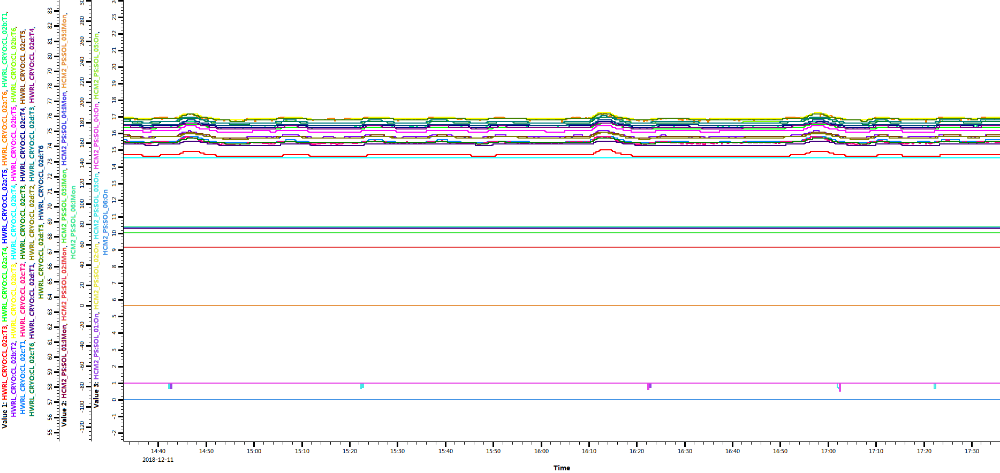 Value 1: HWRL_CRYO:CL_02a:T3, HWRL_CRYO:CL_02a:T4, HWRL_CRYO:CL_02a:T5, HWRL_CRYO:CL_02a:T6, HWRL_CRYO:CL_02b:T1,
HWRL_CRYO:CL_02b:T2, HWRL_CRYO:CL_02b:T3, HWRL_CRYO:CL_02b:T4, HWRL_CRYO:CL_02b:T5, HWRL_CRYO:CL_02b:T6,
HWRL_CRYO:CL_02c:T1, HWRL_CRYO:CL_02c:T2, HWRL_CRYO:CL_02c:T3, HWRL_CRYO:CL_02c:T4, HWRL_CRYO:CL_02c:T5,
HWRL_CRYO:CL_02c:T6, HWRL_CRYO:CL_02d:T1, HWRL_CRYO:CL_02d:T2, HWRL_CRYO:CL_02d:T3, HWRL_CRYO:CL_02d:T4,
HWRL_CRYO:CL_02d:T5, HWRL_CRYO:CL_02d:T6
55 56 57 58 59 60 61 62 63 64 65 66 67 68 69 70 71 72 73 74 75 76 77 78 79 80 81 82 83
Value 2: HCM2_PS:SOL_01:IMon, HCM2_PS:SOL_02:IMon, HCM2_PS:SOL_03:IMon, HCM2_PS:SOL_04:IMon, HCM2_PS:SOL_05:IMon,
HCM2_PS:SOL_06:IMon
-120 -100 -80 -60 -40 -20 0 20 40 60 80 100 120 140 160 180 200 220 240 260 280
Value 3: HCM2_PS:SOL_01:On, HCM2_PS:SOL_02:On, HCM2_PS:SOL_03:On, HCM2_PS:SOL_04:On, HCM2_PS:SOL_05:On,
HCM2_PS:SOL_06:On
-2 -1 0 1 2 3 4 5 6 7 8 9 10 11 12 13 14 15 16 17 18 19 20 21 22 23
14:40 14:50 15:00 15:10 15:20 15:30 15:40 15:50 16:00 16:10 16:20 16:30 16:40 16:50 17:00 17:10 17:20 17:30
2018-12-11
Time